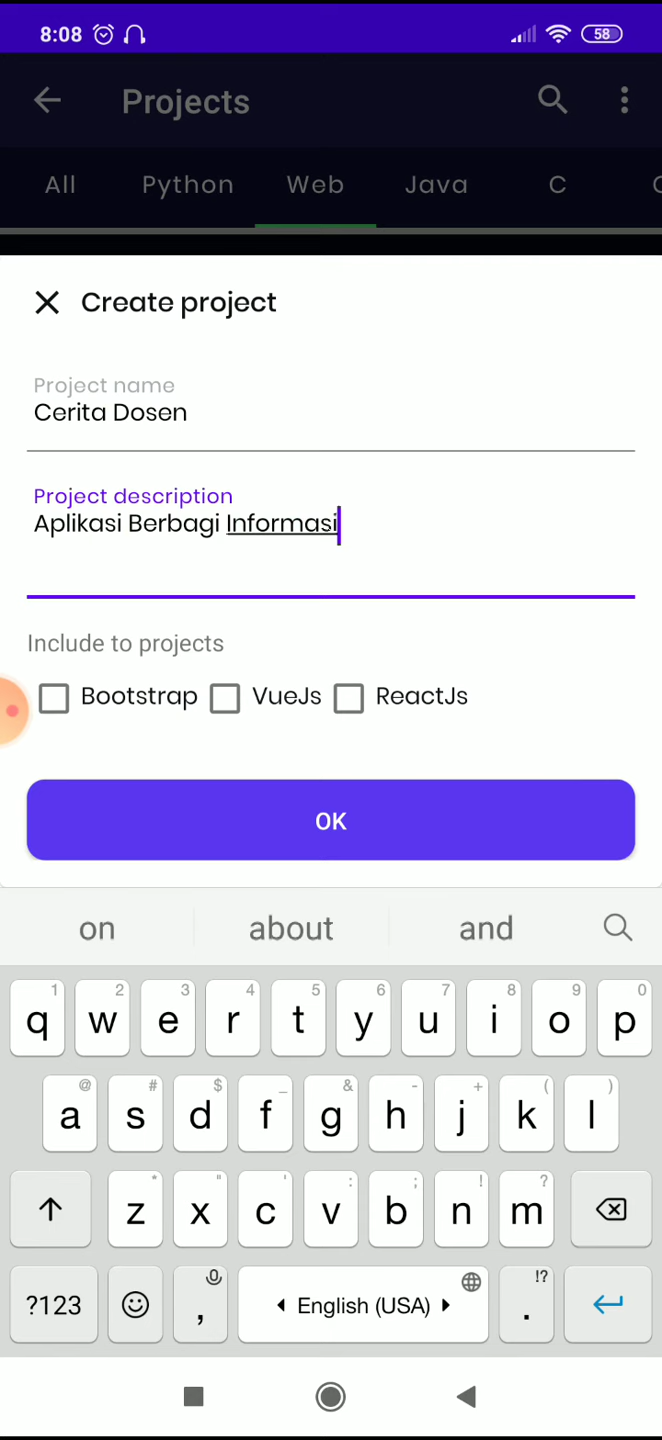 8:08 58
Projects
All Python Web Java C
Create project
Project name
Cerita Dosen
Project description
Aplikasi Berbagi Informasi
Include to projects
Bootstrap VueJs ReactJs
OK
on about and
1 2 3 4 5 6 7 8 9 0
q w e r t y u i o p
@ # $ _ & - + ( )
a s d f g h j k l
* " ' : ; ! ?
z x c v b n m
?123 , English (USA) . !?